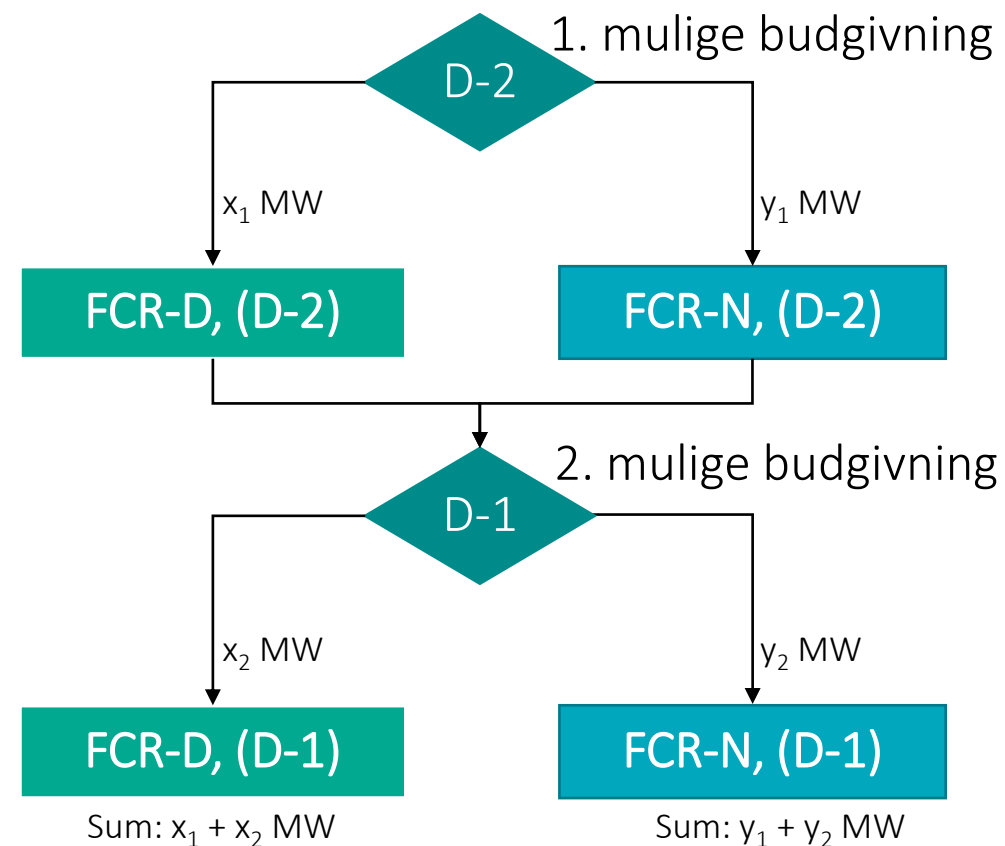 1. mulige budgivning
D-2
x₁ MW
y₁ MW
FCR-D, (D-2)
FCR-N, (D-2)
2. mulige budgivning
D-1
x₂ MW
y₂ MW
FCR-D, (D-1)
FCR-N, (D-1)
Sum: x₁ + x₂ MW
Sum: y₁ + y₂ MW